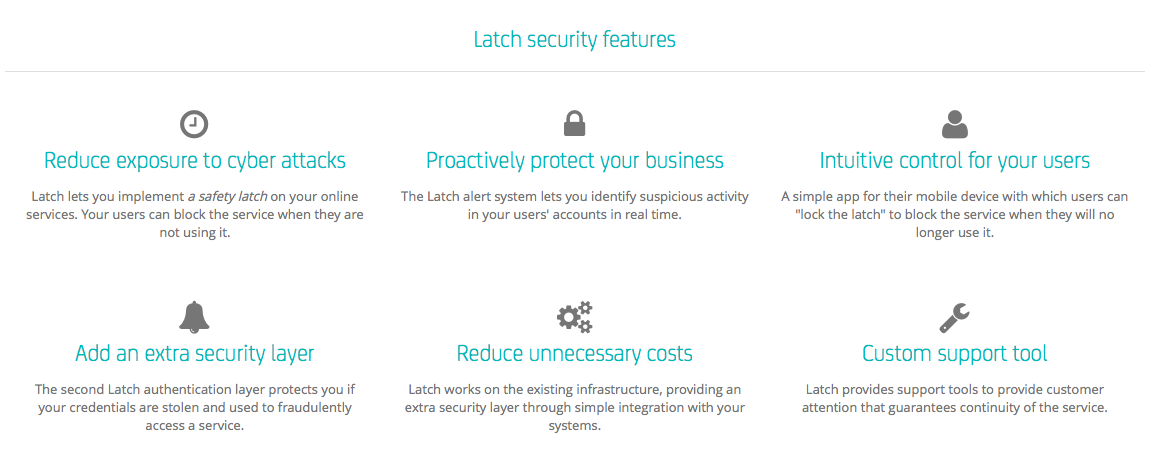 Latch security features
Reduce exposure to cyber attacks
Latch lets you implement a safety latch on your online
services. Your users can block the service when they are
not using it.
Proactively protect your business
The Latch alert system lets you identify suspicious activity
in your users' accounts in real time.
Intuitive control for your users
A simple app for their mobile device with which users can
"lock the latch" to block the service when they will no
longer use it.
Add an extra security layer
The second Latch authentication layer protects you if
your credentials are stolen and used to fraudulently
access a service.
Reduce unnecessary costs
Latch works on the existing infrastructure, providing an
extra security layer through simple integration with your
systems.
Custom support tool
Latch provides support tools to provide customer
attention that guarantees continuity of the service.